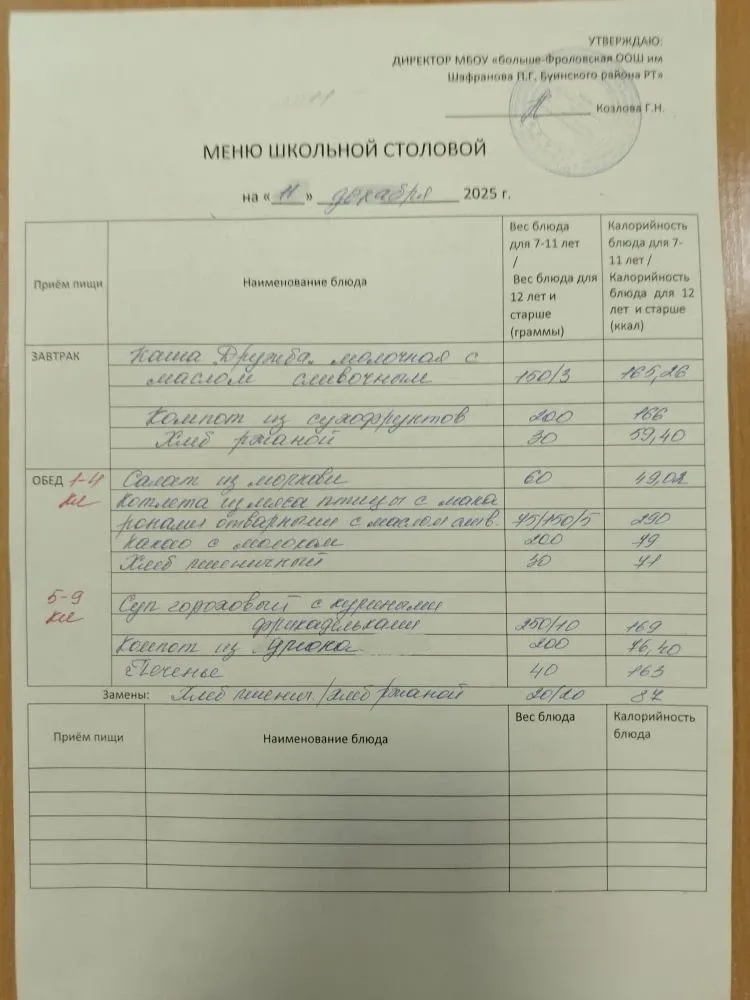 УТВЕРЖДАЮ:
ДИРЕКТОР МБОУ «Больше-Фроловская ООШ им
Шафранова П.Г. Буинского района РТ»
Козлова Г.Н.
МЕНЮ ШКОЛЬНОЙ СТОЛОВОЙ
на «11» декабря 2025 г.
Приём пищи Наименование блюда Вес блюда для 7-11 лет / Вес блюда для 12 лет и старше (граммы) Калорийность блюда для 7-11 лет / Калорийность блюда для 12 лет и старше (ккал)
ЗАВТРАК Каша „Дружба„ молочная с
маслом сливочным 150/3 165,26
Компот из сухофрунтов 200 166
Хлеб ржаной 30 59,40
ОБЕД 1-4 Салат из моркови 60 49,02
кл Котлета из мяса птицы с мака
ронами отварными с маслом слив. 75/150/5 290
Какао с молоком 200 79
Хлеб пшеничный 30 71
5-9 Суп гороховый с куриными
кл фрикадельками 250/10 169
Компот из 200 76,40
Печенье 40 163
Замены: Хлеб пшенич./хлеб ржаной 20/20 87
Приём пищи Наименование блюда Вес блюда Калорийность блюда